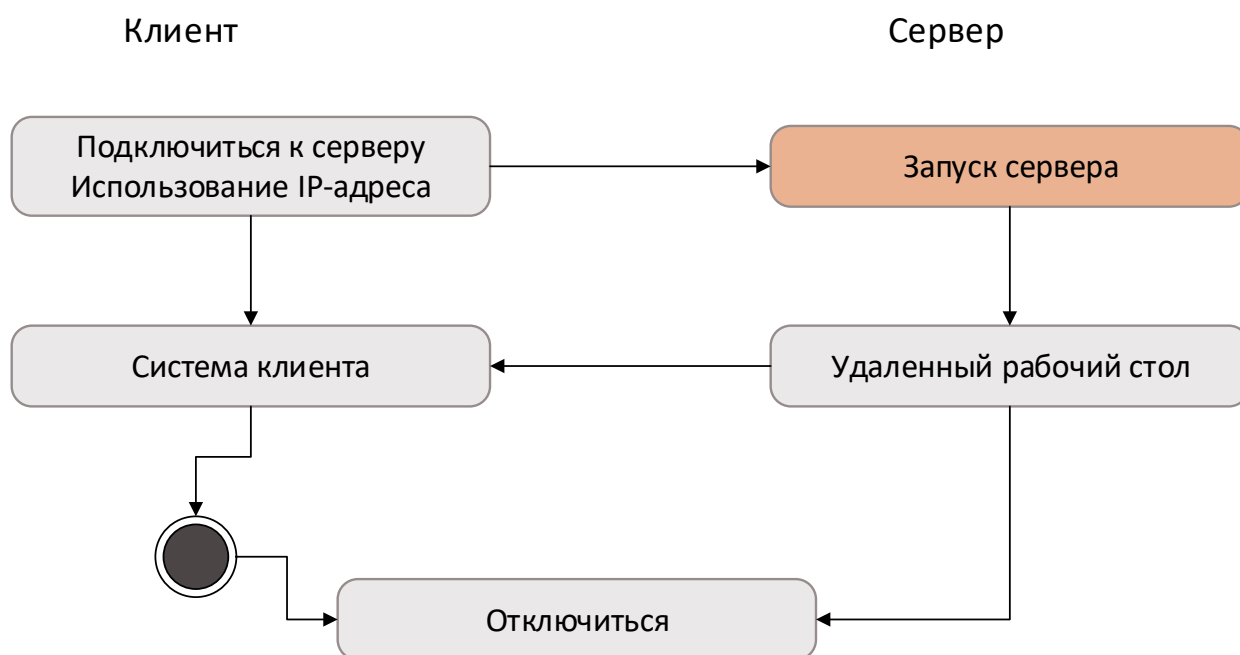 Клиент
Сервер
Подключиться к серверу
Использование IP-адреса
Запуск сервера
Система клиента
Удаленный рабочий стол
Отключиться